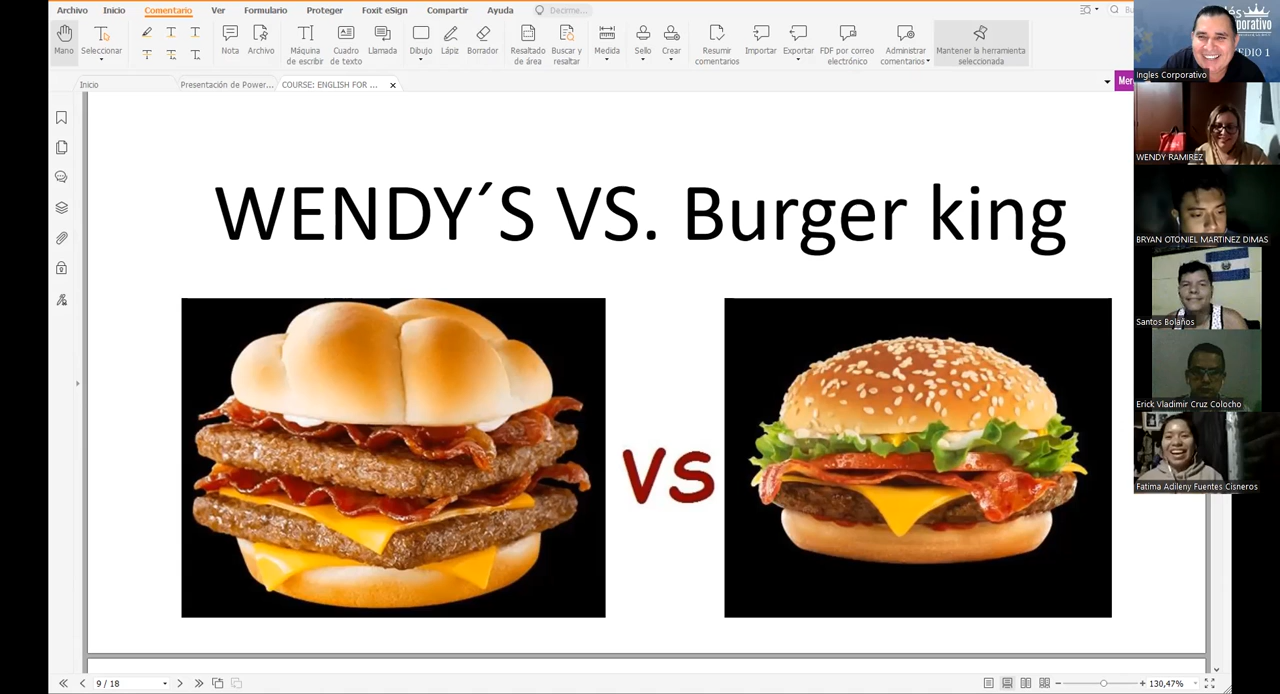 Archivo Inicio Comentario Ver Formulario Proteger Foxit eSign Compartir Ayuda Decirme...
Mano Seleccionar Nota Archivo Máquina de escribir Cuadro de texto Llamada Dibujo Lápiz Borrador Resaltado de área Buscar y resaltar Medida Sello Crear Resumir comentarios Importar Exportar FDF por correo electrónico Administrar comentarios Mantener la herramienta seleccionada
Inicio Presentación de Power... COURSE: ENGLISH FOR ...
WENDY´S VS. Burger king
VS
Ingles Corporativo
WENDY RAMIREZ
BRYAN OTONIEL MARTINEZ DIMAS
Santos Bolaños
Erick Vladimir Cruz Colocho
Fatima Adileny Fuentes Cisneros
9 / 18
130,47%